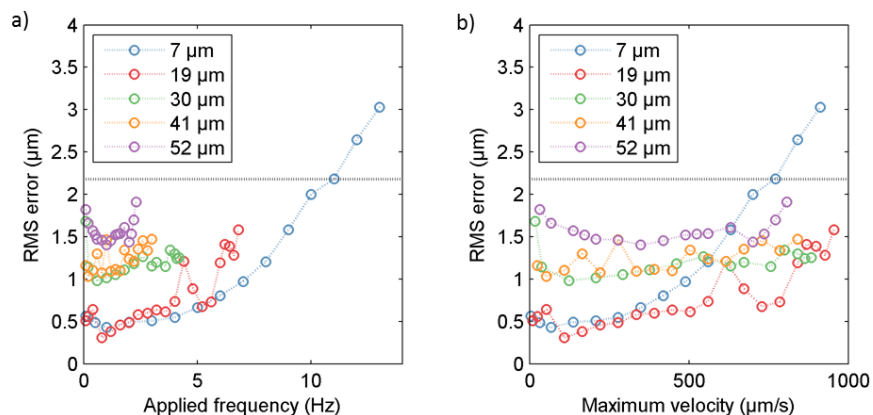 a)
RMS error (µm)
4
3.5
3
2.5
2
1.5
1
0.5
0
7 µm
19 µm
30 µm
41 µm
52 µm
0 5 10
Applied frequency (Hz)
b)
RMS error (µm)
4
3.5
3
2.5
2
1.5
1
0.5
0
7 µm
19 µm
30 µm
41 µm
52 µm
0 500 1000
Maximum velocity (µm/s)